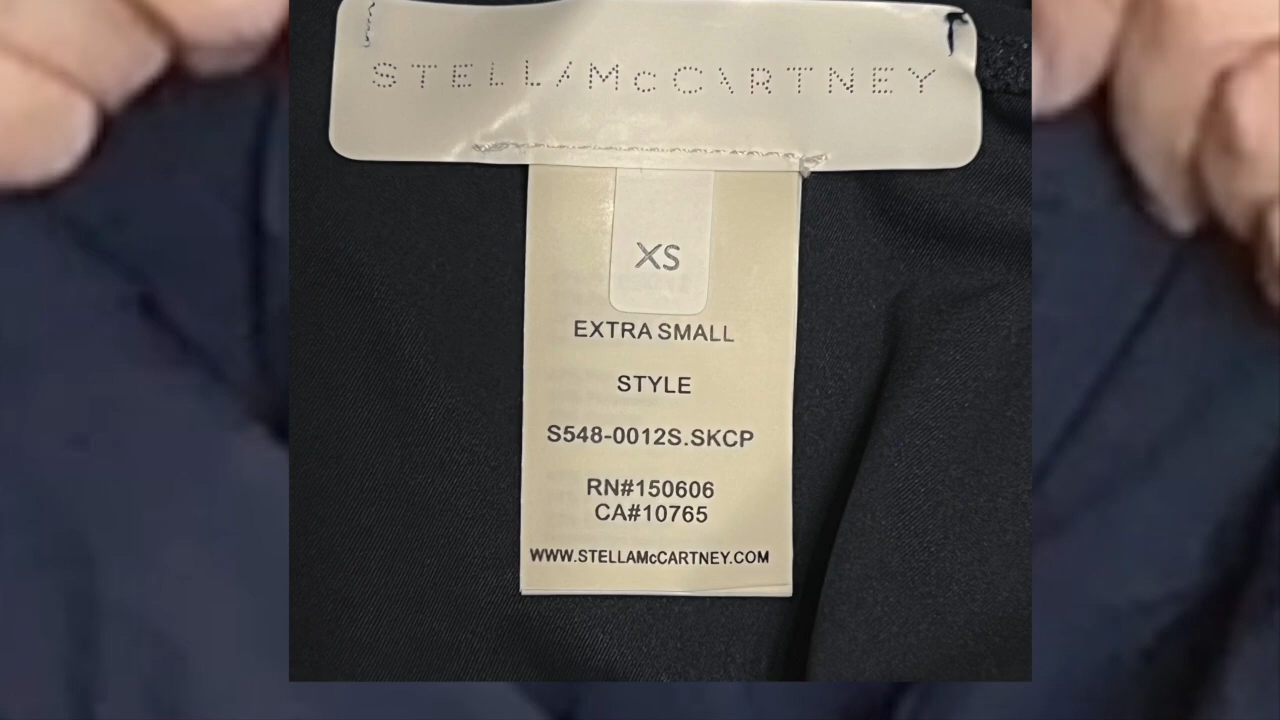 STELLA McCARTNEY
XS
EXTRA SMALL
STYLE
S548-0012S.SKCP
RN#150606
CA#10765
WWW.STELLAMcCARTNEY.COM